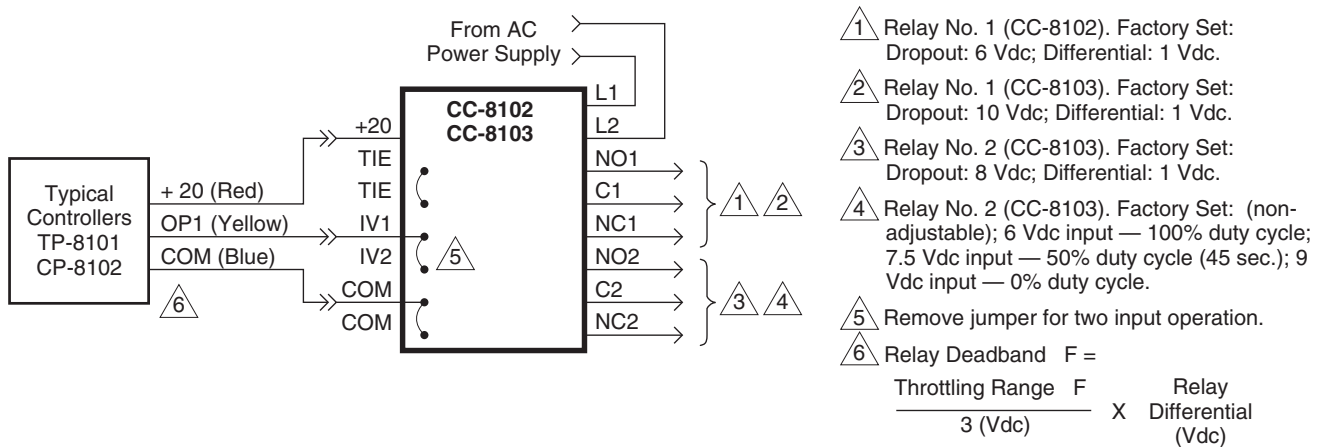 From AC
Power Supply
CC-8102
CC-8103
L1
L2
+20
TIE
TIE
IV1
IV2
COM
COM
NO1
C1
NC1
NO2
C2
NC2
Typical
Controllers
TP-8101
CP-8102
+ 20 (Red)
OP1 (Yellow)
COM (Blue)
6
5
1 2
3 4
1 Relay No. 1 (CC-8102). Factory Set:
Dropout: 6 Vdc; Differential: 1 Vdc.
2 Relay No. 1 (CC-8103). Factory Set:
Dropout: 10 Vdc; Differential: 1 Vdc.
3 Relay No. 2 (CC-8103). Factory Set:
Dropout: 8 Vdc; Differential: 1 Vdc.
4 Relay No. 2 (CC-8103). Factory Set: (non-
adjustable); 6 Vdc input — 100% duty cycle;
7.5 Vdc input — 50% duty cycle (45 sec.); 9
Vdc input — 0% duty cycle.
5 Remove jumper for two input operation.
6 Relay Deadband F =
Throttling Range F
3 (Vdc)
X
Relay
Differential
(Vdc)